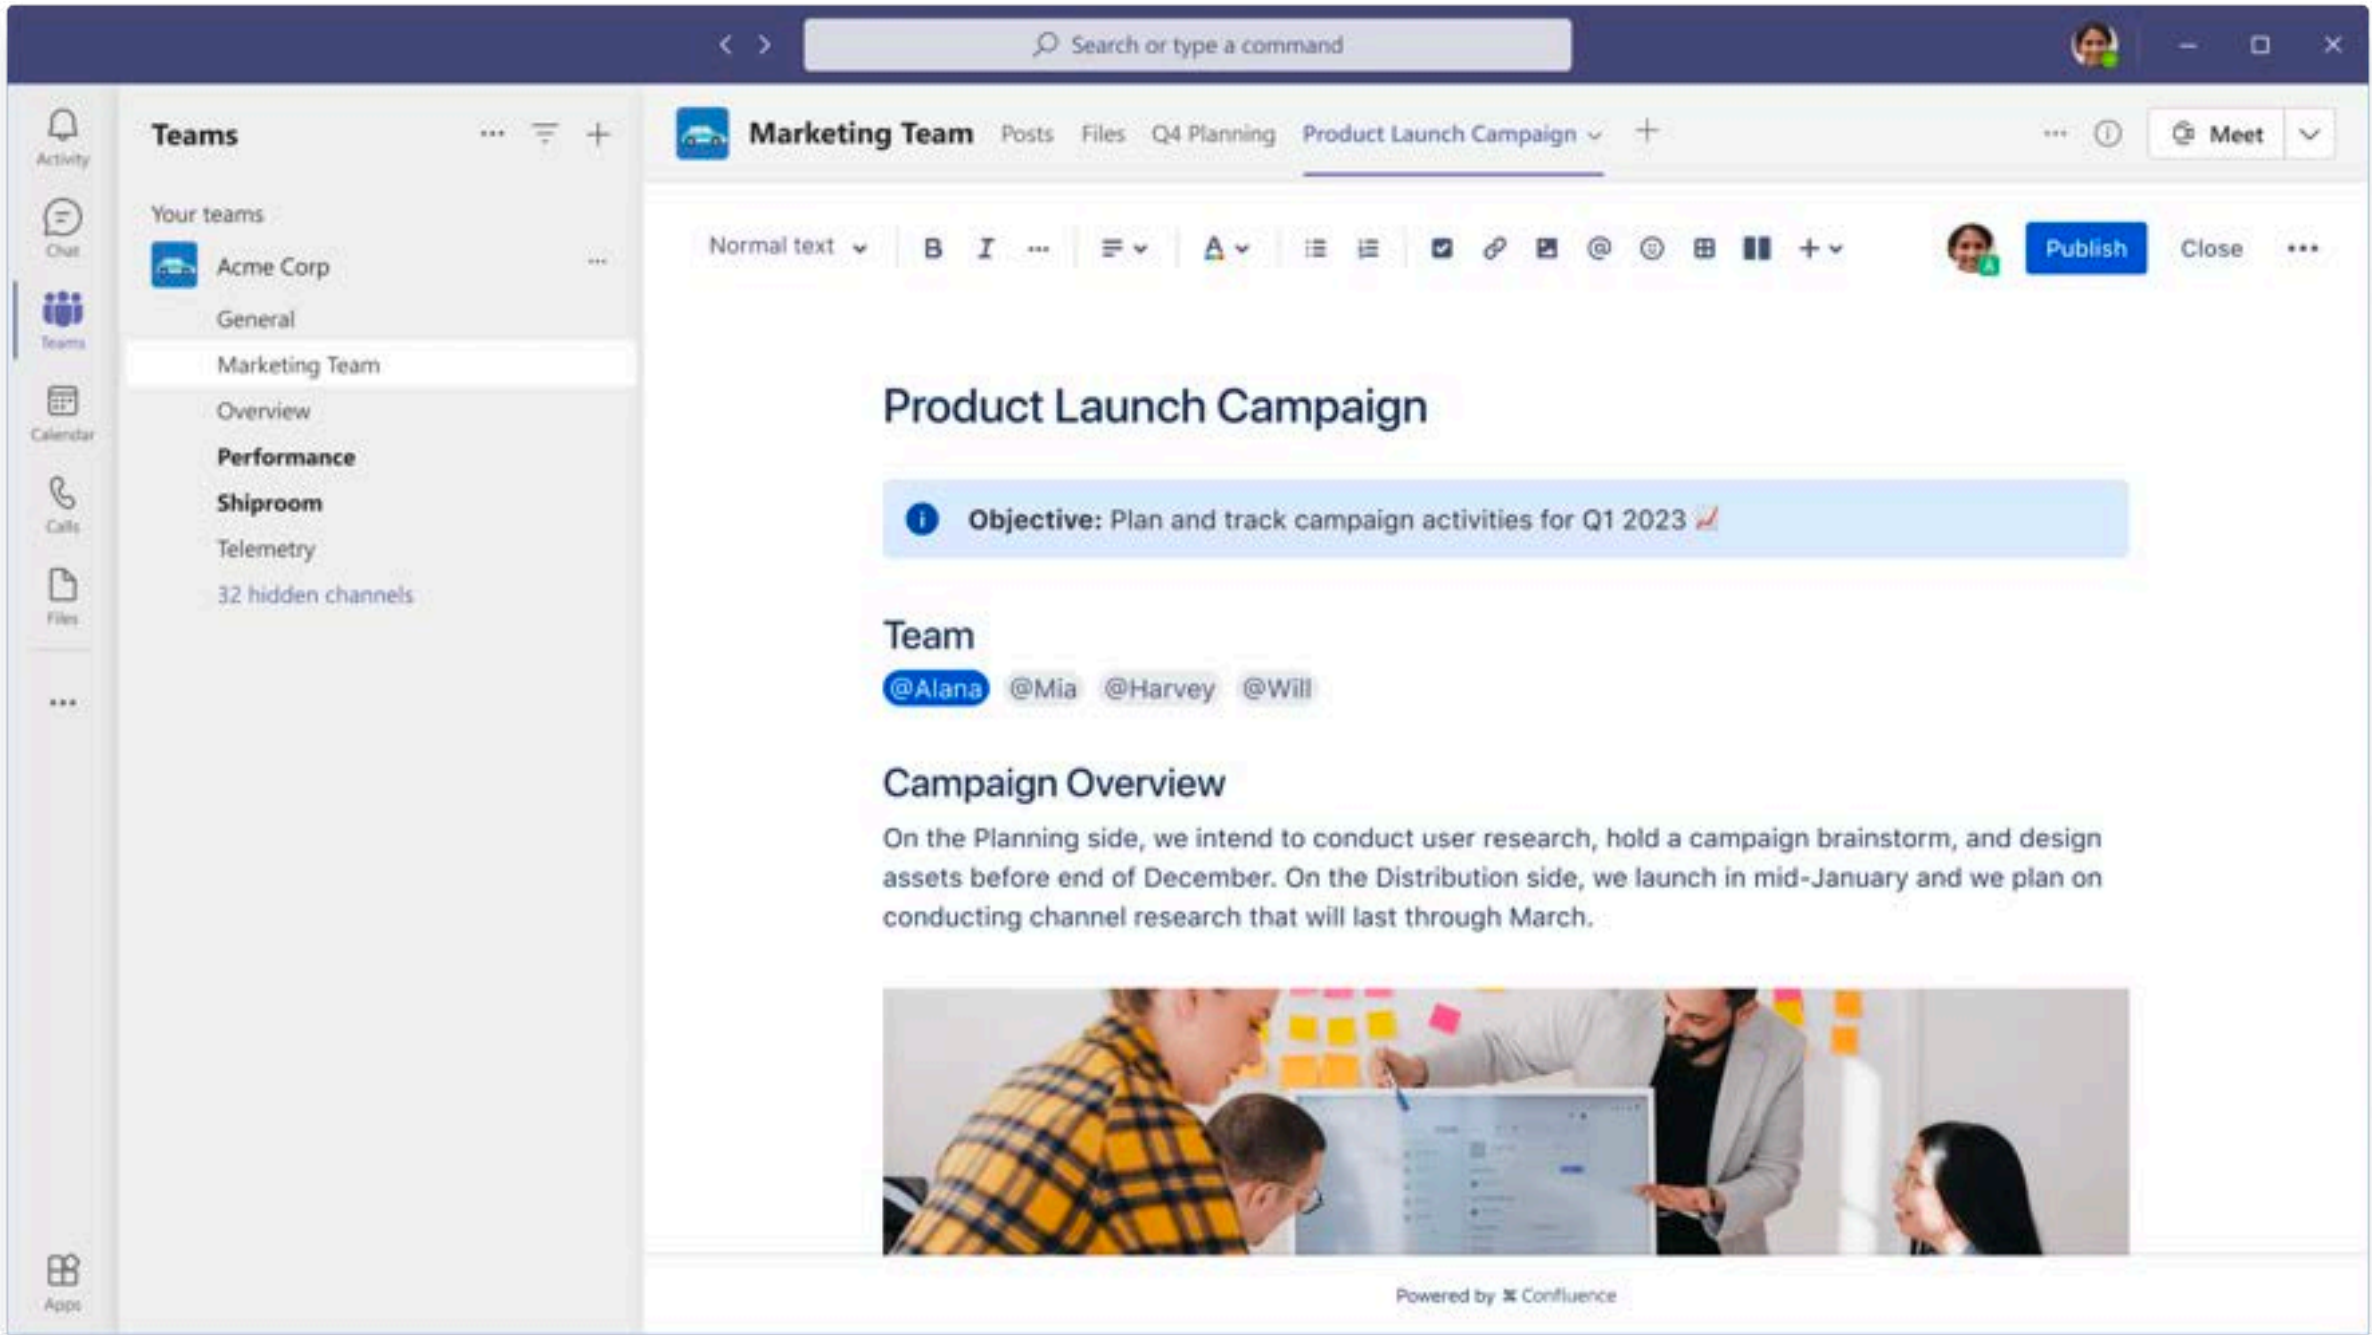 Search or type a command
Activity
Chat
Teams
Calendar
Calls
Files
Apps
Teams
Your teams
Acme Corp
General
Marketing Team
Overview
Performance
Shiproom
Telemetry
32 hidden channels
Marketing Team Posts Files Q4 Planning Product Launch Campaign
Meet
Normal text B I A Publish Close
Product Launch Campaign
Objective: Plan and track campaign activities for Q1 2023
Team
@Alana @Mia @Harvey @Will
Campaign Overview
On the Planning side, we intend to conduct user research, hold a campaign brainstorm, and design
assets before end of December. On the Distribution side, we launch in mid-January and we plan on
conducting channel research that will last through March.
Powered by Confluence